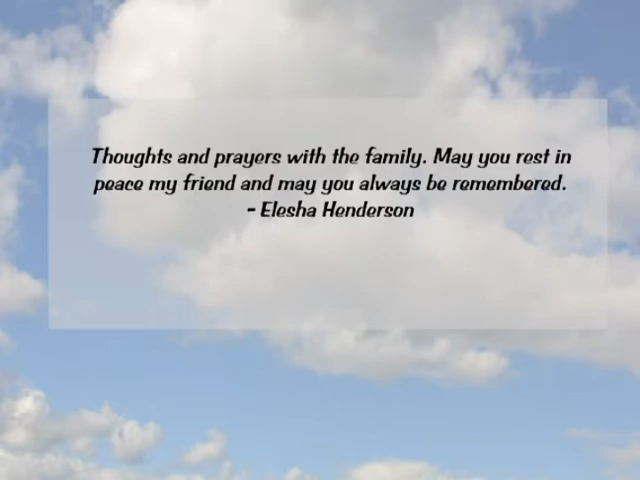 Thoughts and prayers with the family. May you rest in
peace my friend and may you always be remembered.
- Elesha Henderson